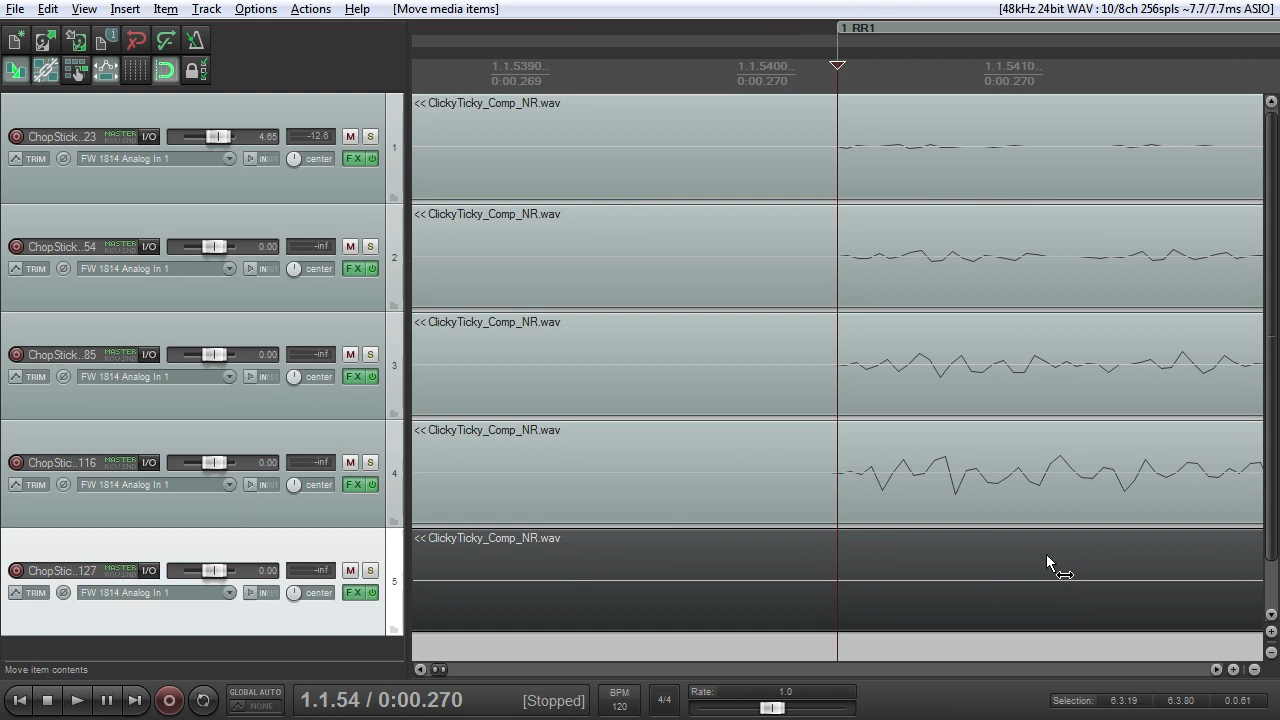 File Edit View Insert Item Track Options Actions Help [Move media items] [48kHz 24bit WAV : 10/8ch 256spls ~7.7/7.7ms ASIO]
1 RR1
1.1.5390.. 1.1.5400.. 1.1.5410..
0:00.269 0:00.270 0:00.270
<< ClickyTicky_Comp_NR.wav
ChopStick..23 MASTER I/O 4.65 -12.6 M S
1
TRIM FW 1814 Analog In 1 IN center FX
<< ClickyTicky_Comp_NR.wav
ChopStick..54 MASTER I/O 0.00 -inf M S
2
TRIM FW 1814 Analog In 1 IN center FX
<< ClickyTicky_Comp_NR.wav
ChopStick..85 MASTER I/O 0.00 -inf M S
3
TRIM FW 1814 Analog In 1 IN center FX
<< ClickyTicky_Comp_NR.wav
ChopStic..116 MASTER I/O 0.00 -inf M S
4
TRIM FW 1814 Analog In 1 IN center FX
<< ClickyTicky_Comp_NR.wav
ChopStic..127 MASTER I/O 0.00 -inf M S
5
TRIM FW 1814 Analog In 1 IN center FX
Move item contents
GLOBAL AUTO
NONE
1.1.54 / 0:00.270 [Stopped]
BPM
120
4/4
Rate: 1.0
Selection: 6.3.19 6.3.80 0.0.61